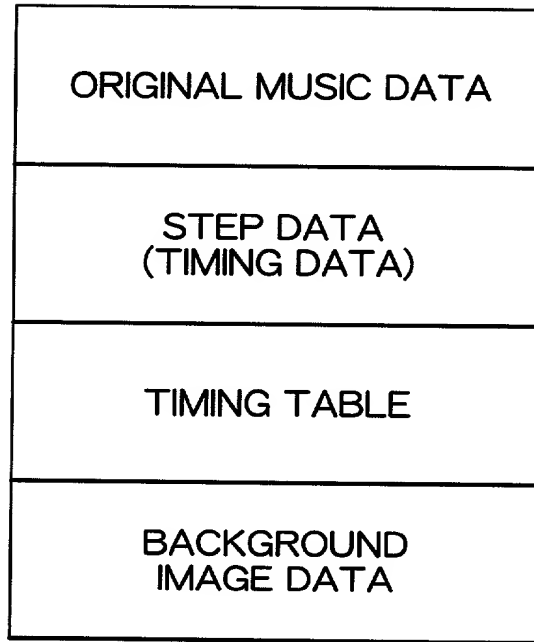 ORIGINAL MUSIC DATA
STEP DATA
(TIMING DATA)
TIMING TABLE
BACKGROUND
IMAGE DATA